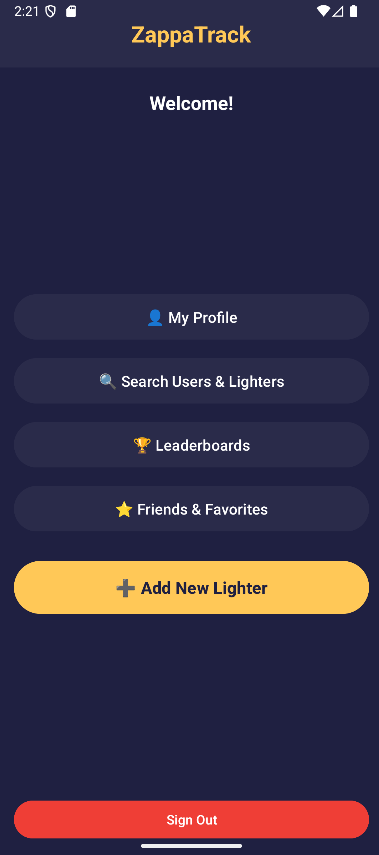 2:21
ZappaTrack
Welcome!
👤 My Profile
🔍 Search Users & Lighters
🏆 Leaderboards
⭐ Friends & Favorites
➕ Add New Lighter
Sign Out